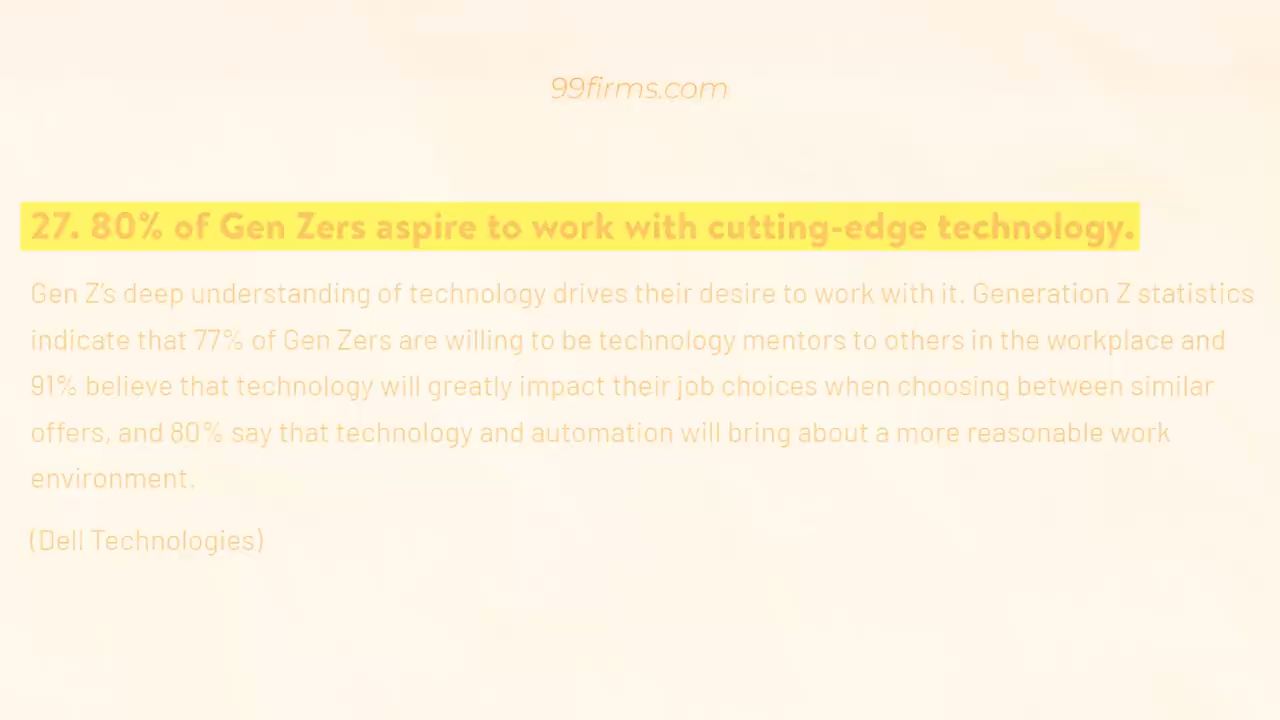 99firms.com
27. 80% of Gen Zers aspire to work with cutting-edge technology.
Gen Z's deep understanding of technology drives their desire to work with it. Generation Z statistics
indicate that 77% of Gen Zers are willing to be technology mentors to others in the workplace and
91% believe that technology will greatly impact their job choices when choosing between similar
offers, and 80% say that technology and automation will bring about a more reasonable work
environment.
(Dell Technologies)